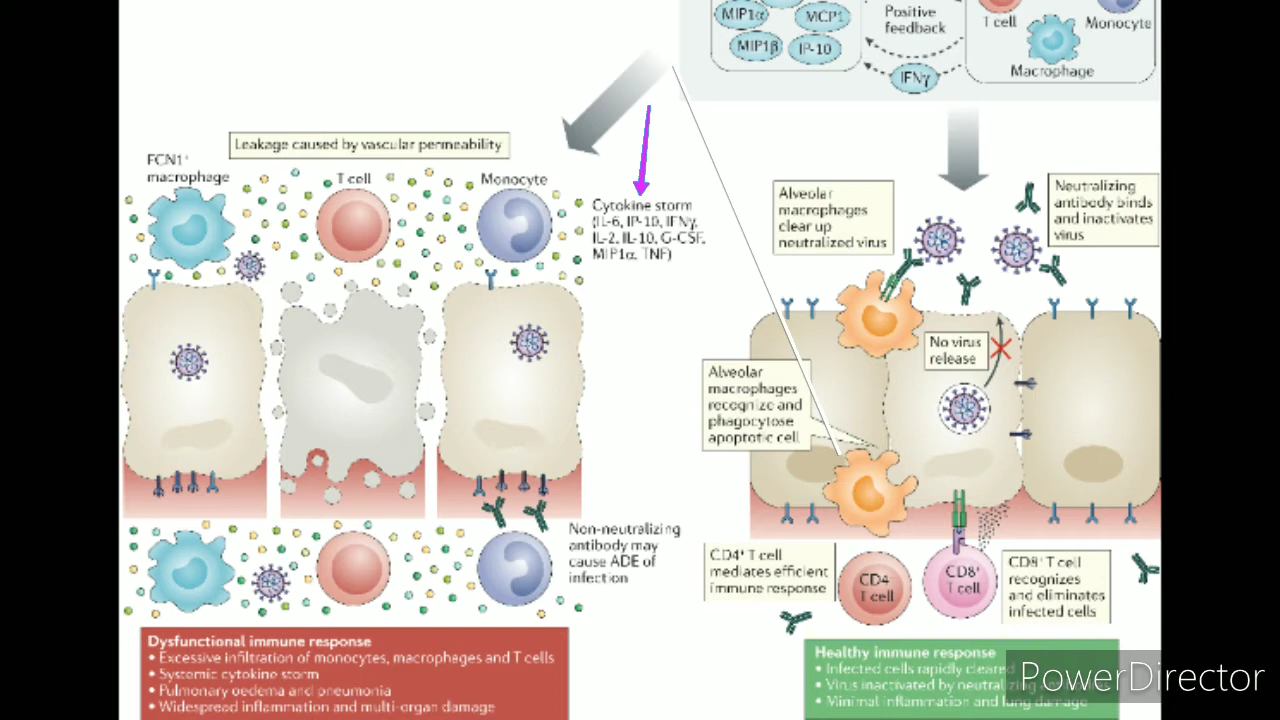 MIP1α
MCP1
MIP1β
IP-10
Positive
feedback
IFNγ
T cell
Monocyte
Macrophage
Leakage caused by vascular permeability
FCN1⁺
macrophage
T cell
Monocyte
Cytokine storm
(IL-6, IP-10, IFNγ,
IL-2, IL-10, G-CSF,
MIP1α, TNF)
Non-neutralizing
antibody may
cause ADE of
infection
Dysfunctional immune response
• Excessive infiltration of monocytes, macrophages and T cells
• Systemic cytokine storm
• Pulmonary oedema and pneumonia
• Widespread inflammation and multi-organ damage
Alveolar
macrophages
clear up
neutralized virus
Neutralizing
antibody binds
and inactivates
virus
No virus
release
Alveolar
macrophages
recognize and
phagocytose
apoptotic cell
CD4⁺ T cell
mediates efficient
immune response
CD4
T cell
CD8⁺
T cell
CD8⁺ T cell
recognizes
and eliminates
infected cells
Healthy immune response
• Infected cells rapidly cleared
• Virus inactivated by neutralizing
• Minimal inflammation and lung damage
PowerDirector